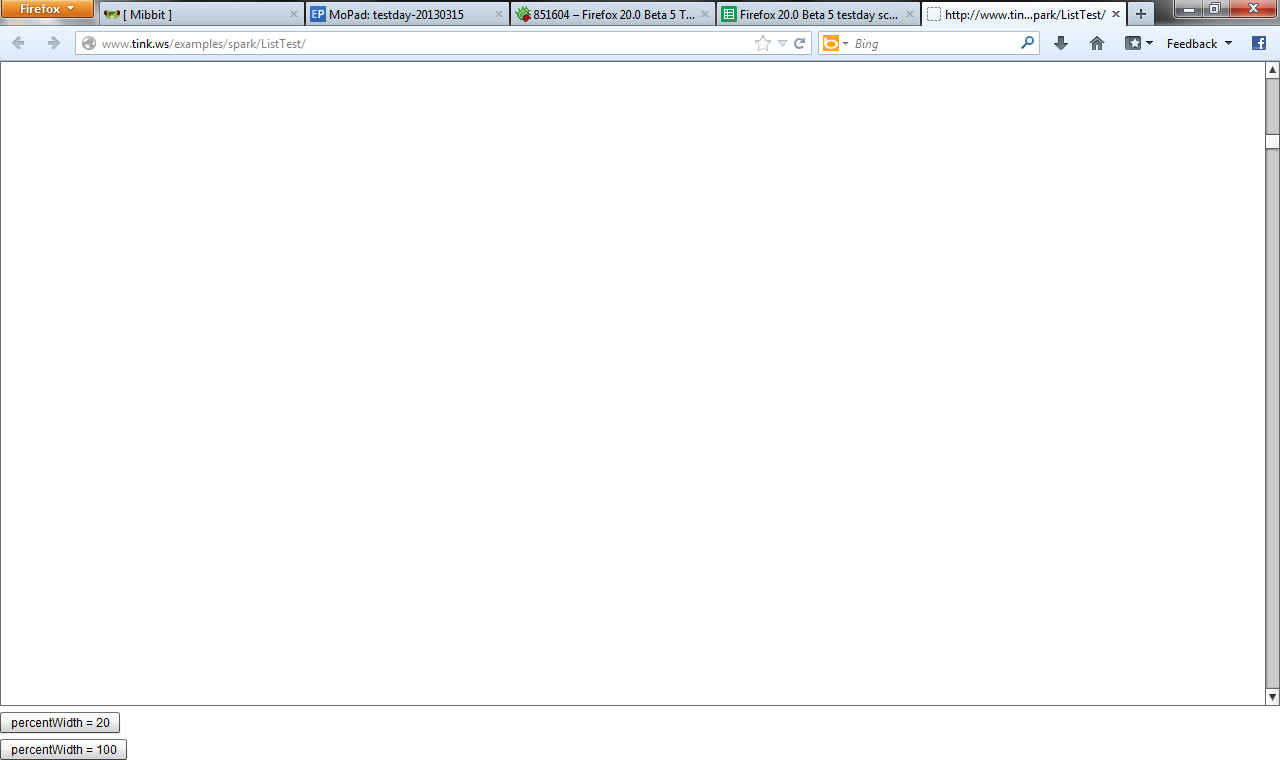 Firefox
[ Mibbit ]
EP MoPad: testday-20130315
851604 – Firefox 20.0 Beta 5 T...
Firefox 20.0 Beta 5 testday sc...
http://www.tin...park/ListTest/
www.tink.ws/examples/spark/ListTest/
Bing
Feedback
percentWidth = 20
percentWidth = 100